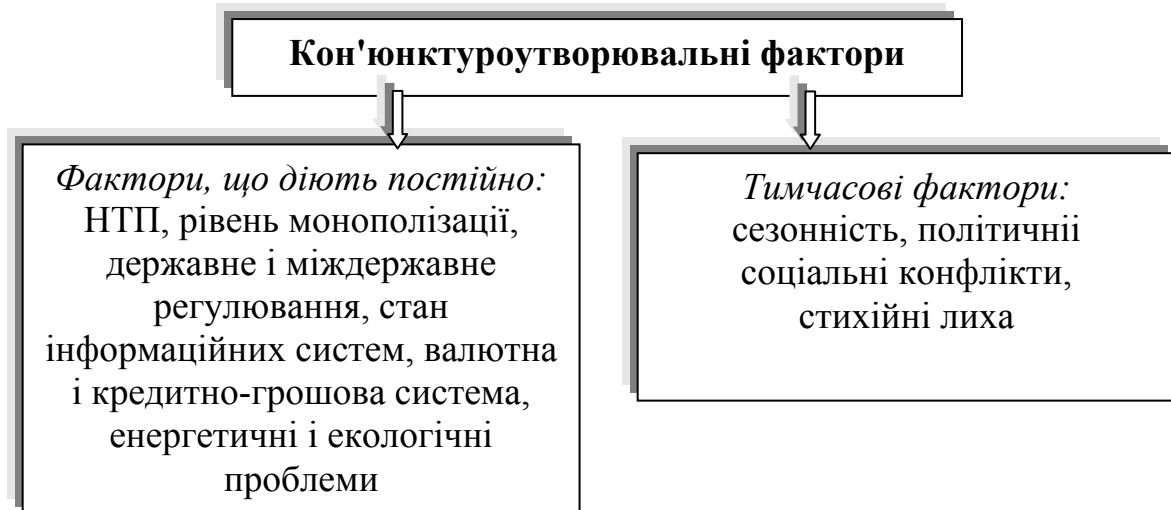 Кон'юнктуроутворювальні фактори
Фактори, що діють постійно:
НТП, рівень монополізації,
державне і міждержавне
регулювання, стан
інформаційних систем, валютна
і кредитно-грошова система,
енергетичні і екологічні
проблеми
Тимчасові фактори:
сезонність, політичніі
соціальні конфлікти,
стихійні лиха